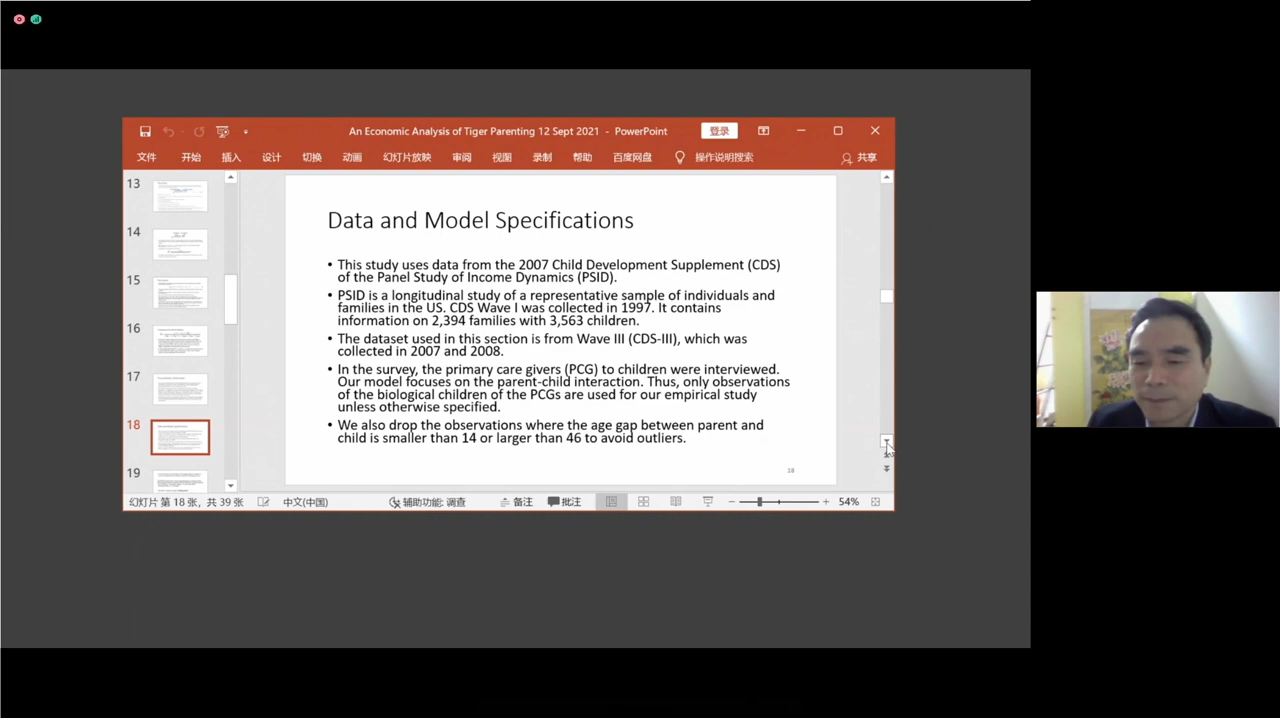 An Economic Analysis of Tiger Parenting 12 Sept 2021 - PowerPoint
登录
文件 开始 插入 设计 切换 动画 幻灯片放映 审阅 视图 录制 帮助 百度网盘 操作说明搜索 共享
13
14
15
16
17
18
19
Data and Model Specifications
• This study uses data from the 2007 Child Development Supplement (CDS)
of the Panel Study of Income Dynamics (PSID).
• PSID is a longitudinal study of a representative sample of individuals and
families in the US. CDS Wave I was collected in 1997. It contains
information on 2,394 families with 3,563 children.
• The dataset used in this section is from Wave III (CDS-III), which was
collected in 2007 and 2008.
• In the survey, the primary care givers (PCG) to children were interviewed.
Our model focuses on the parent-child interaction. Thus, only observations
of the biological children of the PCGs are used for our empirical study
unless otherwise specified.
• We also drop the observations where the age gap between parent and
child is smaller than 14 or larger than 46 to avoid outliers.
18
幻灯片 第 18 张，共 39 张 中文(中国) 辅助功能: 调查 备注 批注 54%